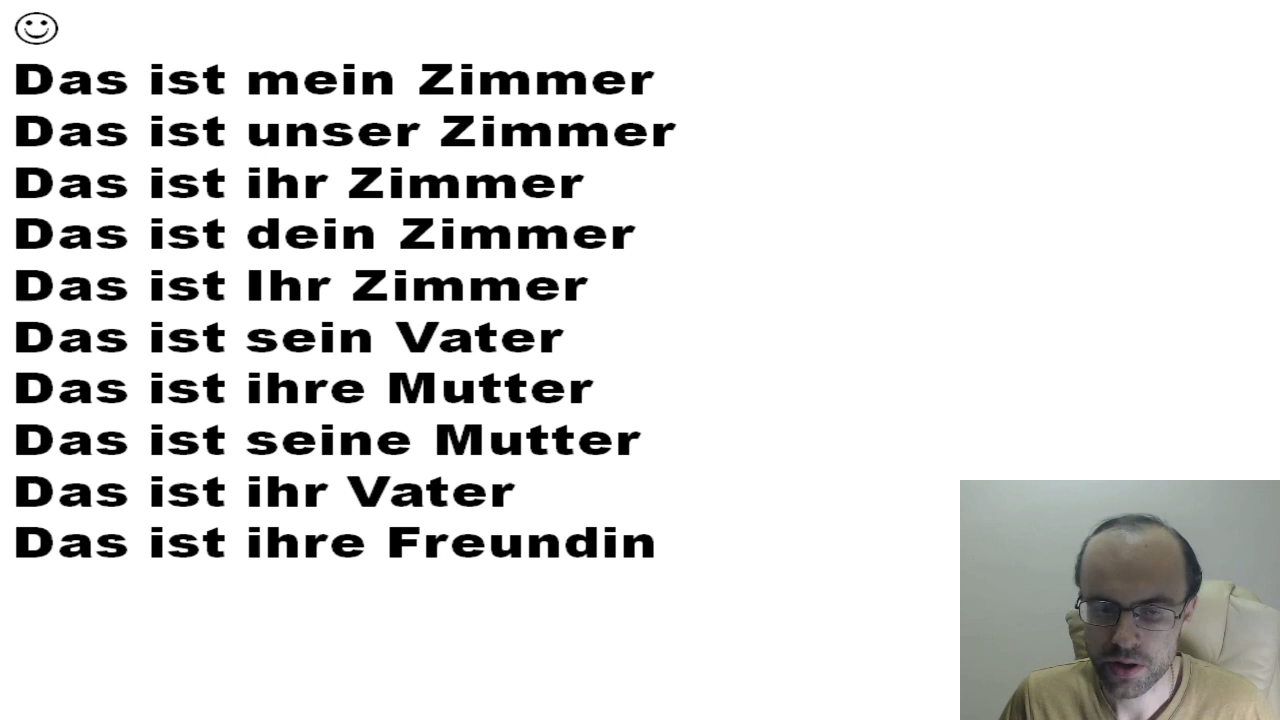 Das ist mein Zimmer
Das ist unser Zimmer
Das ist ihr Zimmer
Das ist dein Zimmer
Das ist Ihr Zimmer
Das ist sein Vater
Das ist ihre Mutter
Das ist seine Mutter
Das ist ihr Vater
Das ist ihre Freundin